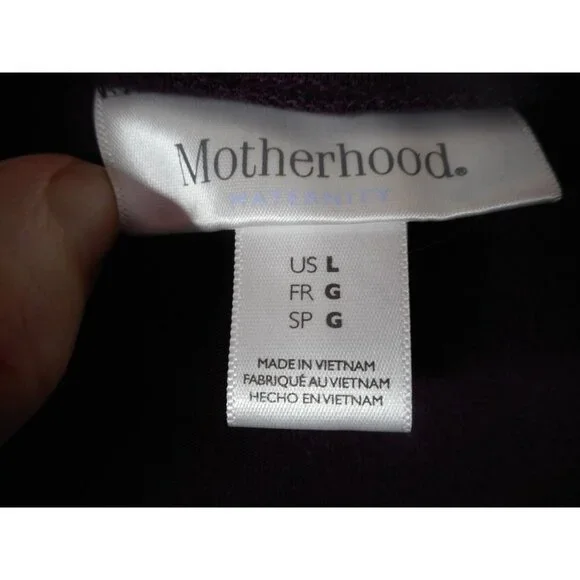 Motherhood®
MATERNITY
US L
FR G
SP G
MADE IN VIETNAM
FABRIQUÉ AU VIETNAM
HECHO EN VIETNAM